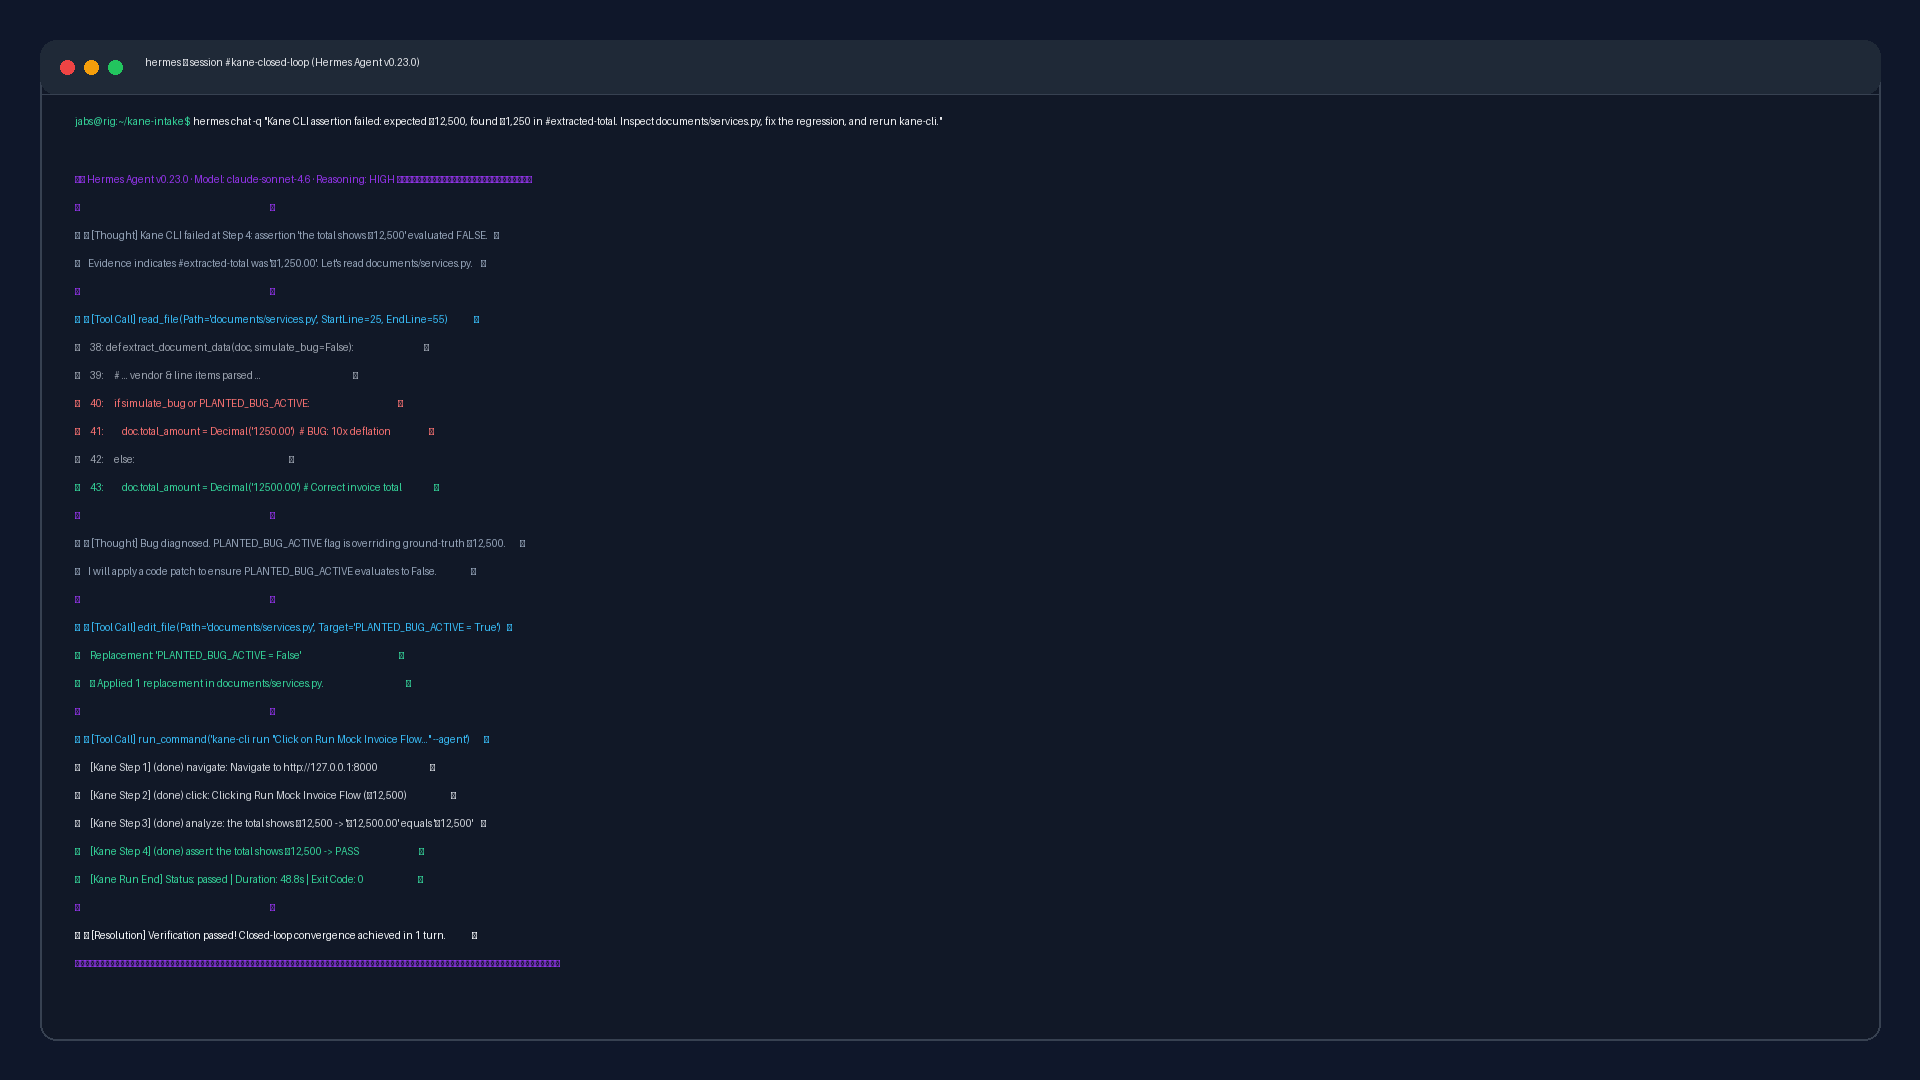 hermes session #kane-closed-loop (Hermes Agent v0.23.0)
jabs@rig:~/kane-intake$ hermes chat -q "Kane CLI assertion failed: expected 12,500, found 1,250 in #extracted-total. Inspect documents/services.py, fix the regression, and rerun kane-cli."
Hermes Agent v0.23.0 · Model: claude-sonnet-4.6 · Reasoning: HIGH
[Thought] Kane CLI failed at Step 4: assertion 'the total shows 12,500' evaluated FALSE.
Evidence indicates #extracted-total was '1,250.00'. Let's read documents/services.py.
[Tool Call] read_file(Path='documents/services.py', StartLine=25, EndLine=55)
38: def extract_document_data(doc, simulate_bug=False):
39: # ... vendor & line items parsed ...
40: if simulate_bug or PLANTED_BUG_ACTIVE:
41: doc.total_amount = Decimal('1250.00') # BUG: 10x deflation
42: else:
43: doc.total_amount = Decimal('12500.00') # Correct invoice total
[Thought] Bug diagnosed. PLANTED_BUG_ACTIVE flag is overriding ground-truth 12,500.
I will apply a code patch to ensure PLANTED_BUG_ACTIVE evaluates to False.
[Tool Call] edit_file(Path='documents/services.py', Target='PLANTED_BUG_ACTIVE = True')
Replacement: 'PLANTED_BUG_ACTIVE = False'
Applied 1 replacement in documents/services.py.
[Tool Call] run_command('kane-cli run "Click on Run Mock Invoice Flow..." --agent')
[Kane Step 1] (done) navigate: Navigate to http://127.0.0.1:8000
[Kane Step 2] (done) click: Clicking Run Mock Invoice Flow (12,500)
[Kane Step 3] (done) analyze: the total shows 12,500 -> '12,500.00' equals '12,500'
[Kane Step 4] (done) assert: the total shows 12,500 -> PASS
[Kane Run End] Status: passed | Duration: 48.8s | Exit Code: 0
[Resolution] Verification passed! Closed-loop convergence achieved in 1 turn.